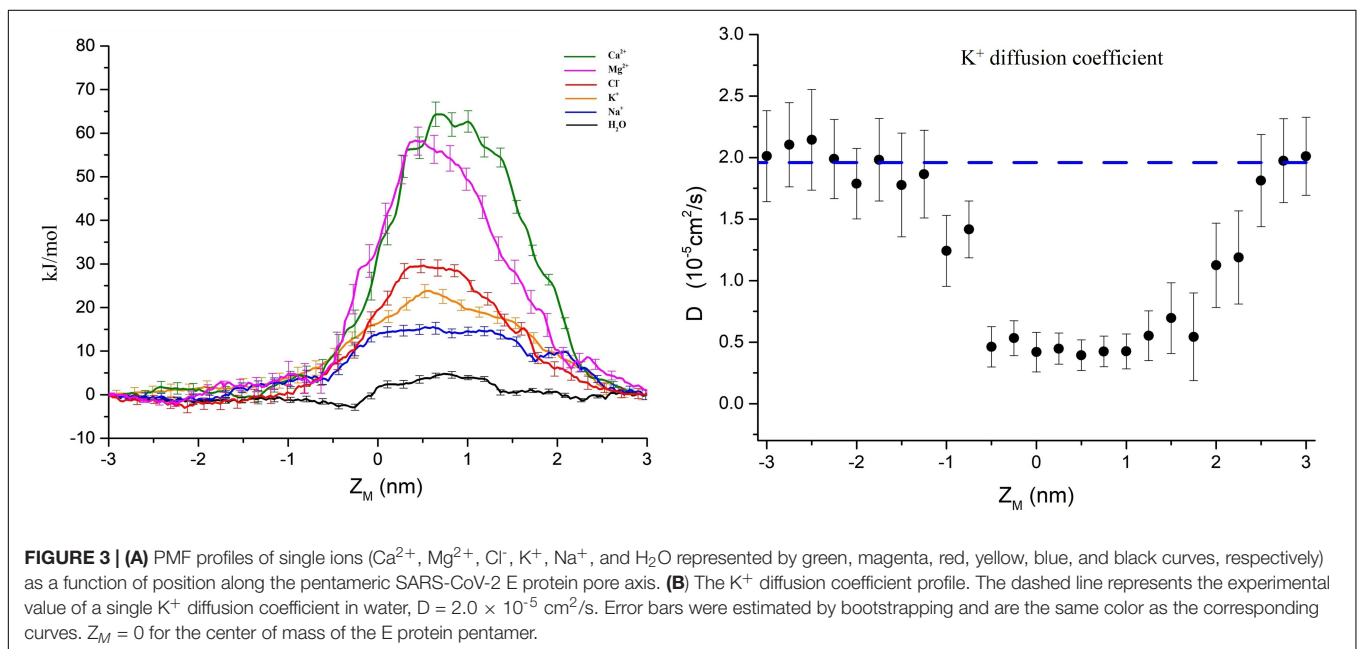 80
70
60
50
40
30
20
10
0
-10
kJ/mol
-3 -2 -1 0 1 2 3
Z_M (nm)
Ca²⁺
Mg²⁺
Cl⁻
K⁺
Na⁺
H₂O
K⁺ diffusion coefficient
3.0
2.5
2.0
1.5
1.0
0.5
0.0
D (10⁻⁵cm²/s)
-3 -2 -1 0 1 2 3
Z_M (nm)
FIGURE 3 | (A) PMF profiles of single ions (Ca²⁺, Mg²⁺, Cl⁻, K⁺, Na⁺, and H₂O represented by green, magenta, red, yellow, blue, and black curves, respectively)
as a function of position along the pentameric SARS-CoV-2 E protein pore axis. (B) The K⁺ diffusion coefficient profile. The dashed line represents the experimental
value of a single K⁺ diffusion coefficient in water, D = 2.0 × 10⁻⁵ cm²/s. Error bars were estimated by bootstrapping and are the same color as the corresponding
curves. Z_M = 0 for the center of mass of the E protein pentamer.